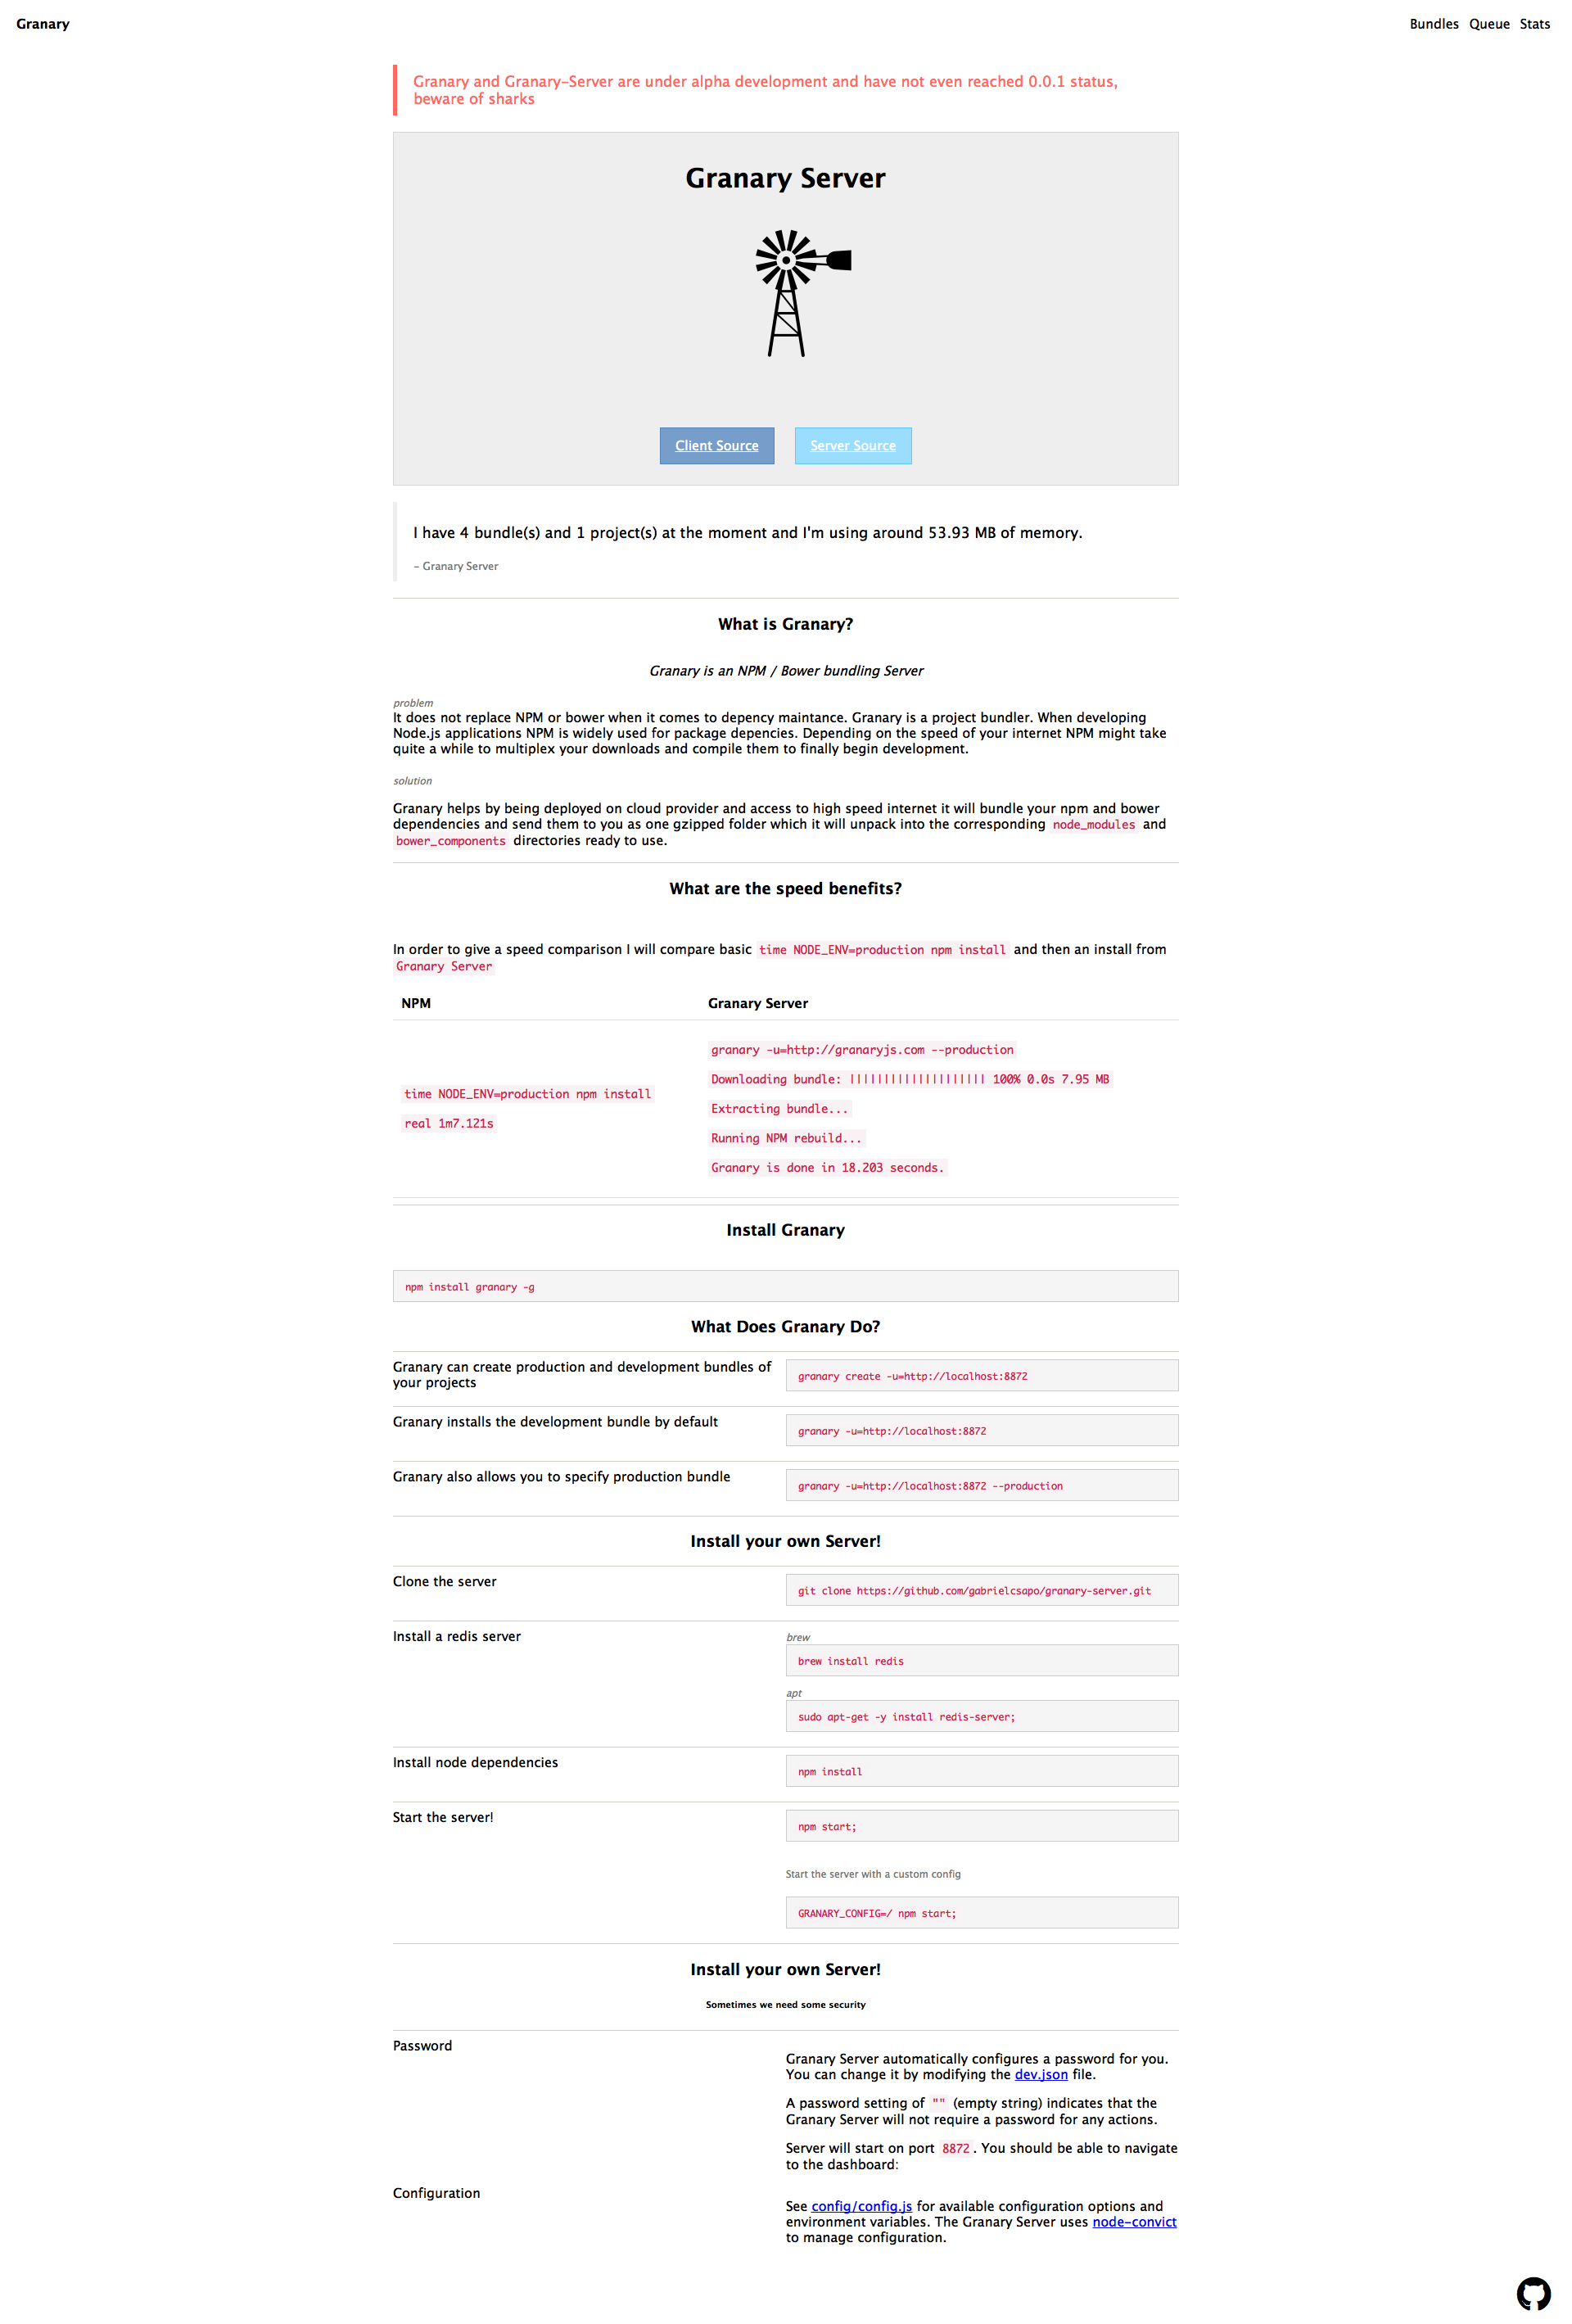 Granary
Bundles Queue Stats
Granary and Granary-Server are under alpha development and have not even reached 0.0.1 status,
beware of sharks
Granary Server
Client Source
Server Source
I have 4 bundle(s) and 1 project(s) at the moment and I'm using around 53.93 MB of memory.
- Granary Server
What is Granary?
Granary is an NPM / Bower bundling Server
problem
It does not replace NPM or bower when it comes to depency maintance. Granary is a project bundler. When developing
Node.js applications NPM is widely used for package depencies. Depending on the speed of your internet NPM might take
quite a while to multiplex your downloads and compile them to finally begin development.
solution
Granary helps by being deployed on cloud provider and access to high speed internet it will bundle your npm and bower
dependencies and send them to you as one gzipped folder which it will unpack into the corresponding node_modules and
bower_components directories ready to use.
What are the speed benefits?
In order to give a speed comparison I will compare basic time NODE_ENV=production npm install and then an install from
Granary Server
NPM
Granary Server
time NODE_ENV=production npm install
real 1m7.121s
granary -u=http://granaryjs.com --production
Downloading bundle: |||||||||||||||||||| 100% 0.0s 7.95 MB
Extracting bundle...
Running NPM rebuild...
Granary is done in 18.203 seconds.
Install Granary
npm install granary -g
What Does Granary Do?
Granary can create production and development bundles of
your projects
granary create -u=http://localhost:8872
Granary installs the development bundle by default
granary -u=http://localhost:8872
Granary also allows you to specify production bundle
granary -u=http://localhost:8872 --production
Install your own Server!
Clone the server
git clone https://github.com/gabrielcsapo/granary-server.git
Install a redis server
brew
brew install redis
apt
sudo apt-get -y install redis-server;
Install node dependencies
npm install
Start the server!
npm start;
Start the server with a custom config
GRANARY_CONFIG=/ npm start;
Install your own Server!
Sometimes we need some security
Password
Granary Server automatically configures a password for you.
You can change it by modifying the dev.json file.
A password setting of "" (empty string) indicates that the
Granary Server will not require a password for any actions.
Server will start on port 8872. You should be able to navigate
to the dashboard:
Configuration
See config/config.js for available configuration options and
environment variables. The Granary Server uses node-convict
to manage configuration.